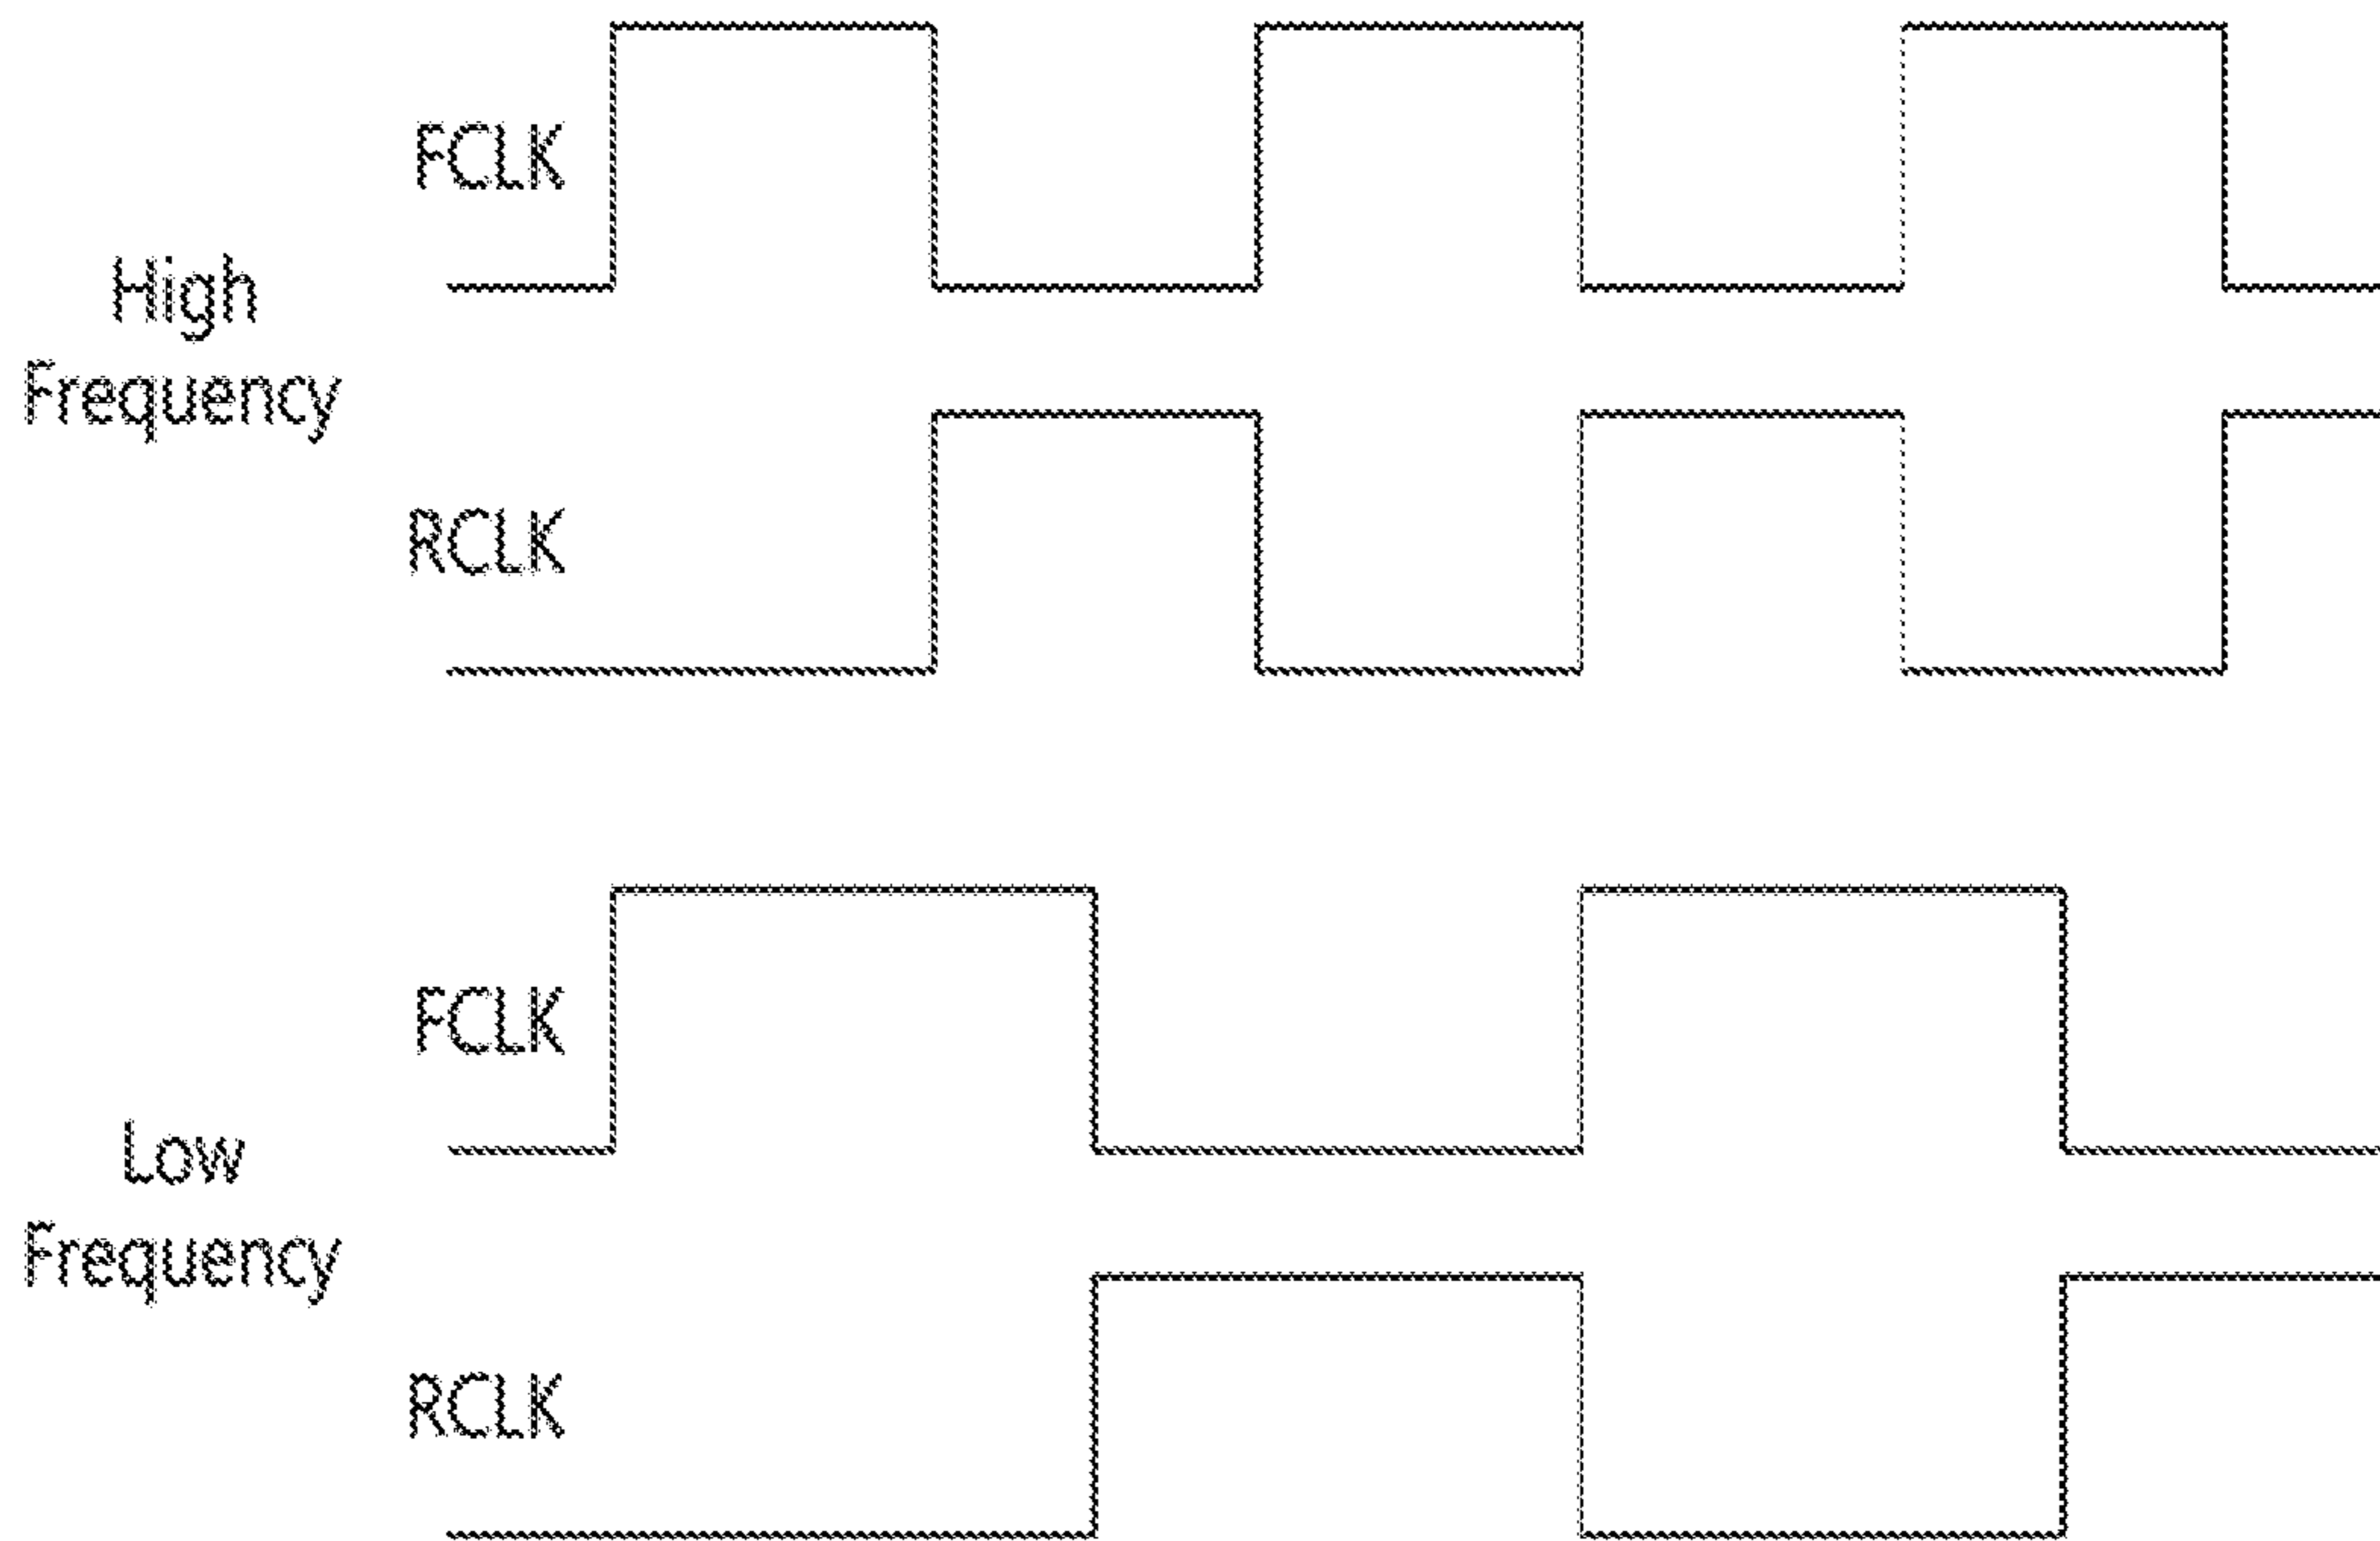 FCLK
High
Frequency
RCLK
FCLK
Low
Frequency
RCLK